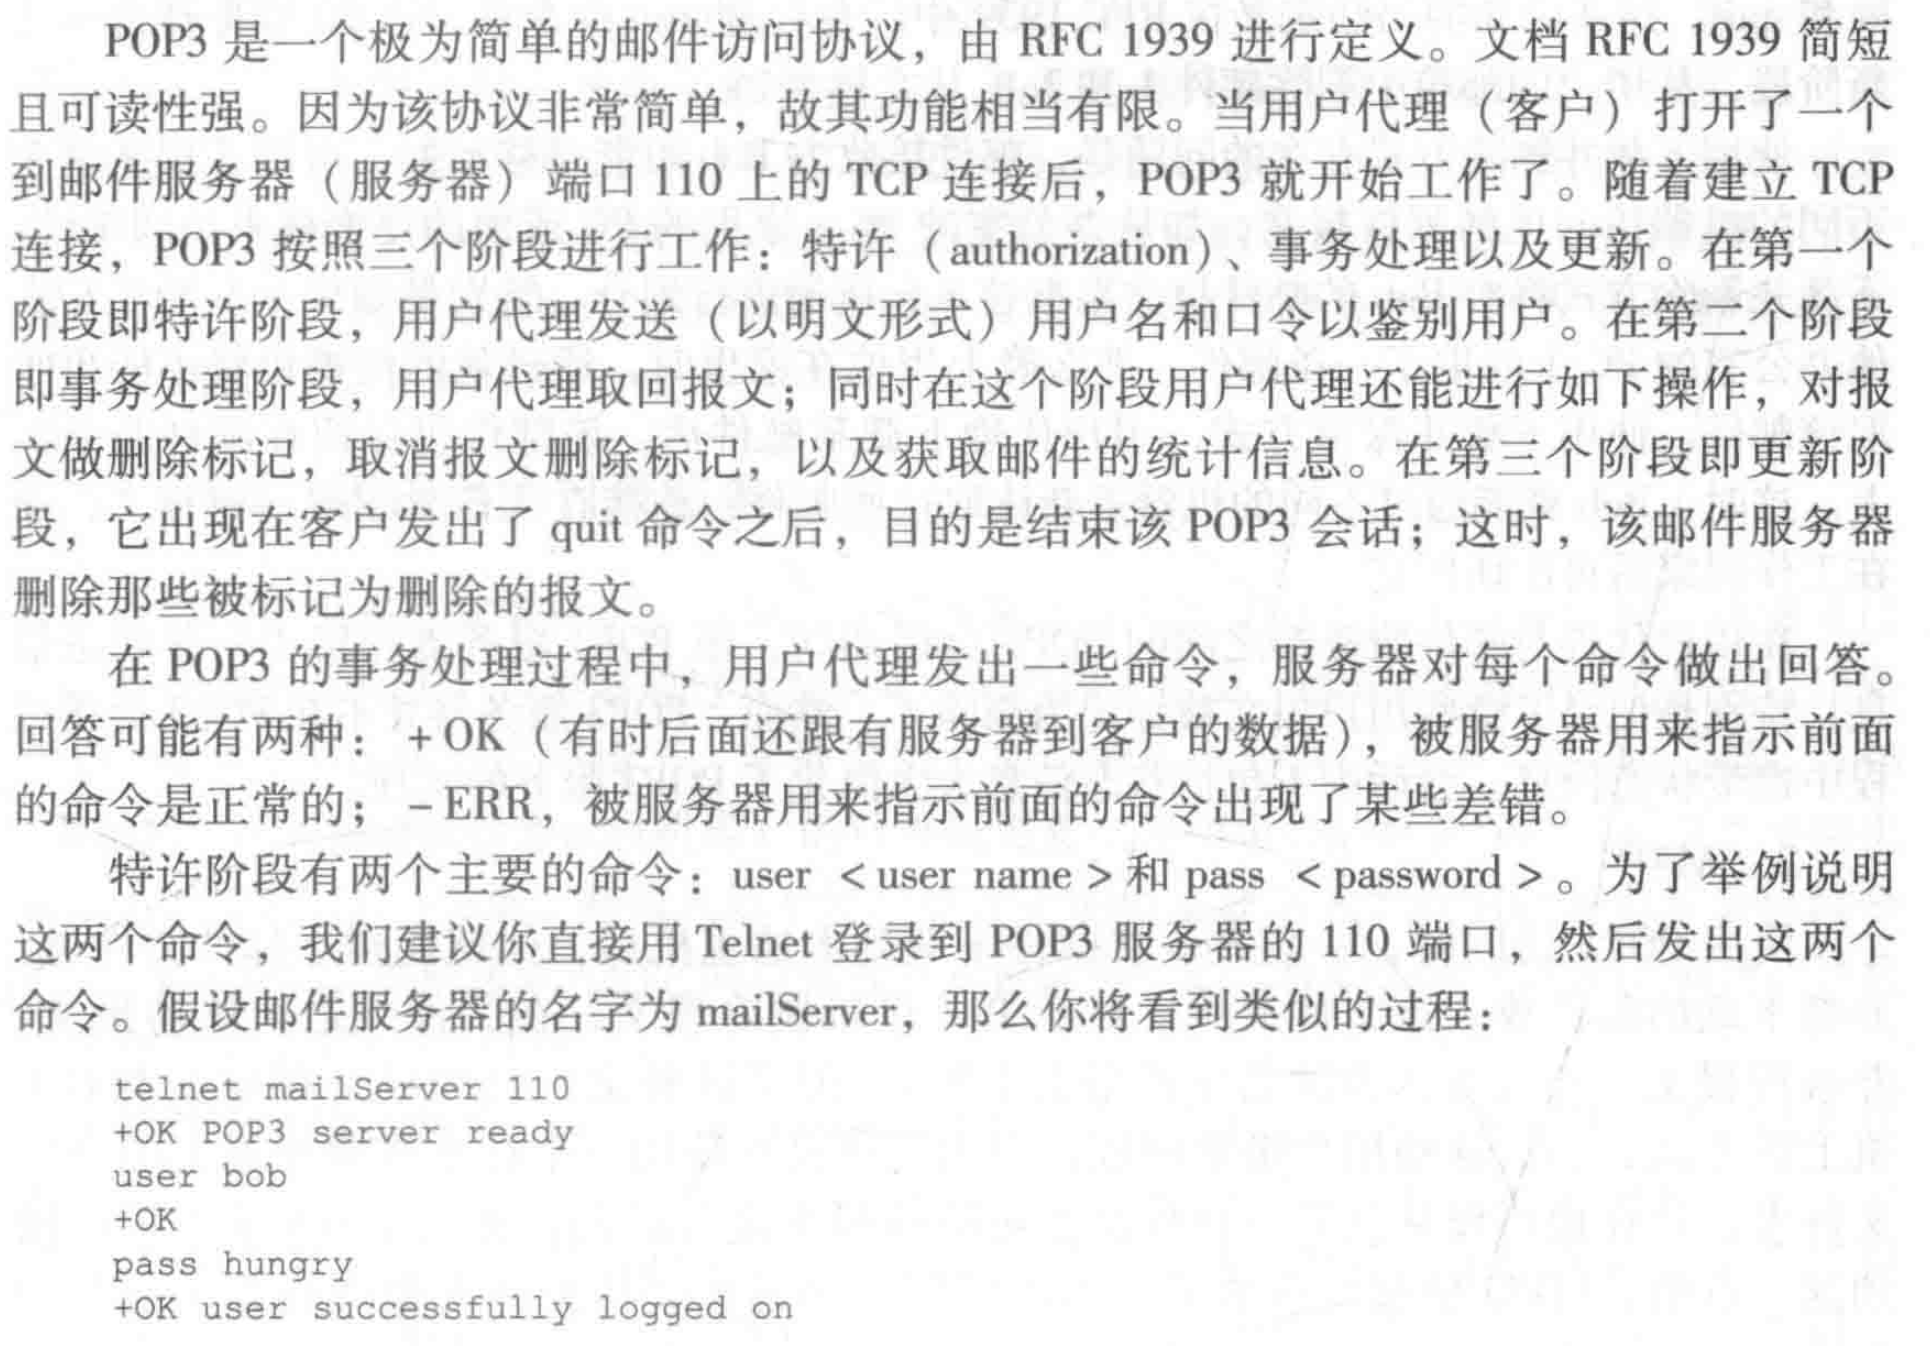 POP3 是一个极为简单的邮件访问协议，由 RFC 1939 进行定义。文档 RFC 1939 简短
且可读性强。因为该协议非常简单，故其功能相当有限。当用户代理（客户）打开了一个
到邮件服务器（服务器）端口 110 上的 TCP 连接后，POP3 就开始工作了。随着建立 TCP
连接，POP3 按照三个阶段进行工作：特许（authorization）、事务处理以及更新。在第一个
阶段即特许阶段，用户代理发送（以明文形式）用户名和口令以鉴别用户。在第二个阶段
即事务处理阶段，用户代理取回报文；同时在这个阶段用户代理还能进行如下操作，对报
文做删除标记，取消报文删除标记，以及获取邮件的统计信息。在第三个阶段即更新阶
段，它出现在客户发出了 quit 命令之后，目的是结束该 POP3 会话；这时，该邮件服务器
删除那些被标记为删除的报文。
在 POP3 的事务处理过程中，用户代理发出一些命令，服务器对每个命令做出回答。
回答可能有两种：+OK（有时后面还跟有服务器到客户的数据），被服务器用来指示前面
的命令是正常的；-ERR，被服务器用来指示前面的命令出现了某些差错。
特许阶段有两个主要的命令：user <user name> 和 pass <password>。为了举例说明
这两个命令，我们建议你直接用 Telnet 登录到 POP3 服务器的 110 端口，然后发出这两个
命令。假设邮件服务器的名字为 mailServer，那么你将看到类似的过程：
telnet mailServer 110
+OK POP3 server ready
user bob
+OK
pass hungry
+OK user successfully logged on